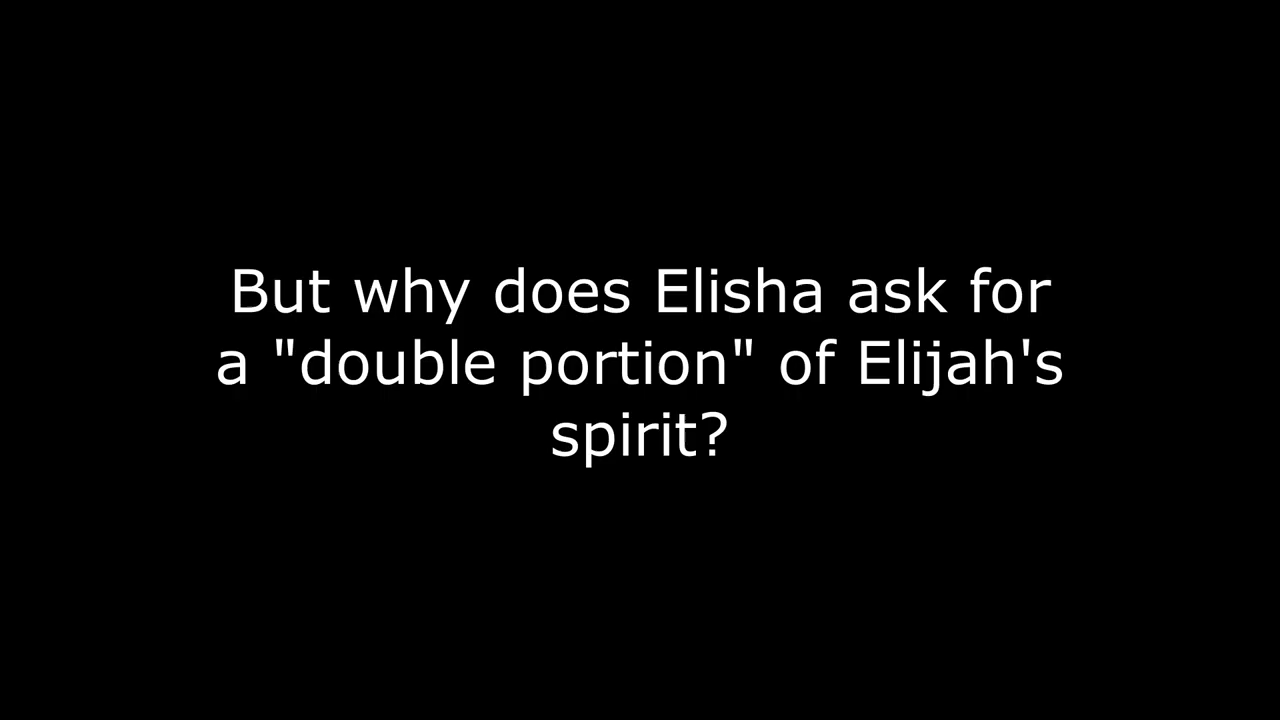 But why does Elisha ask for
a "double portion" of Elijah's
spirit?